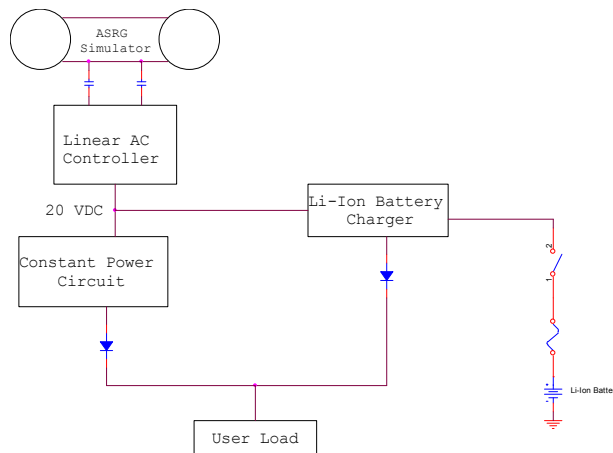 ASRG
Simulator
Linear AC
Controller
20 VDC
Li-Ion Battery
Charger
Constant Power
Circuit
2
1
Li-Ion Batte
User Load